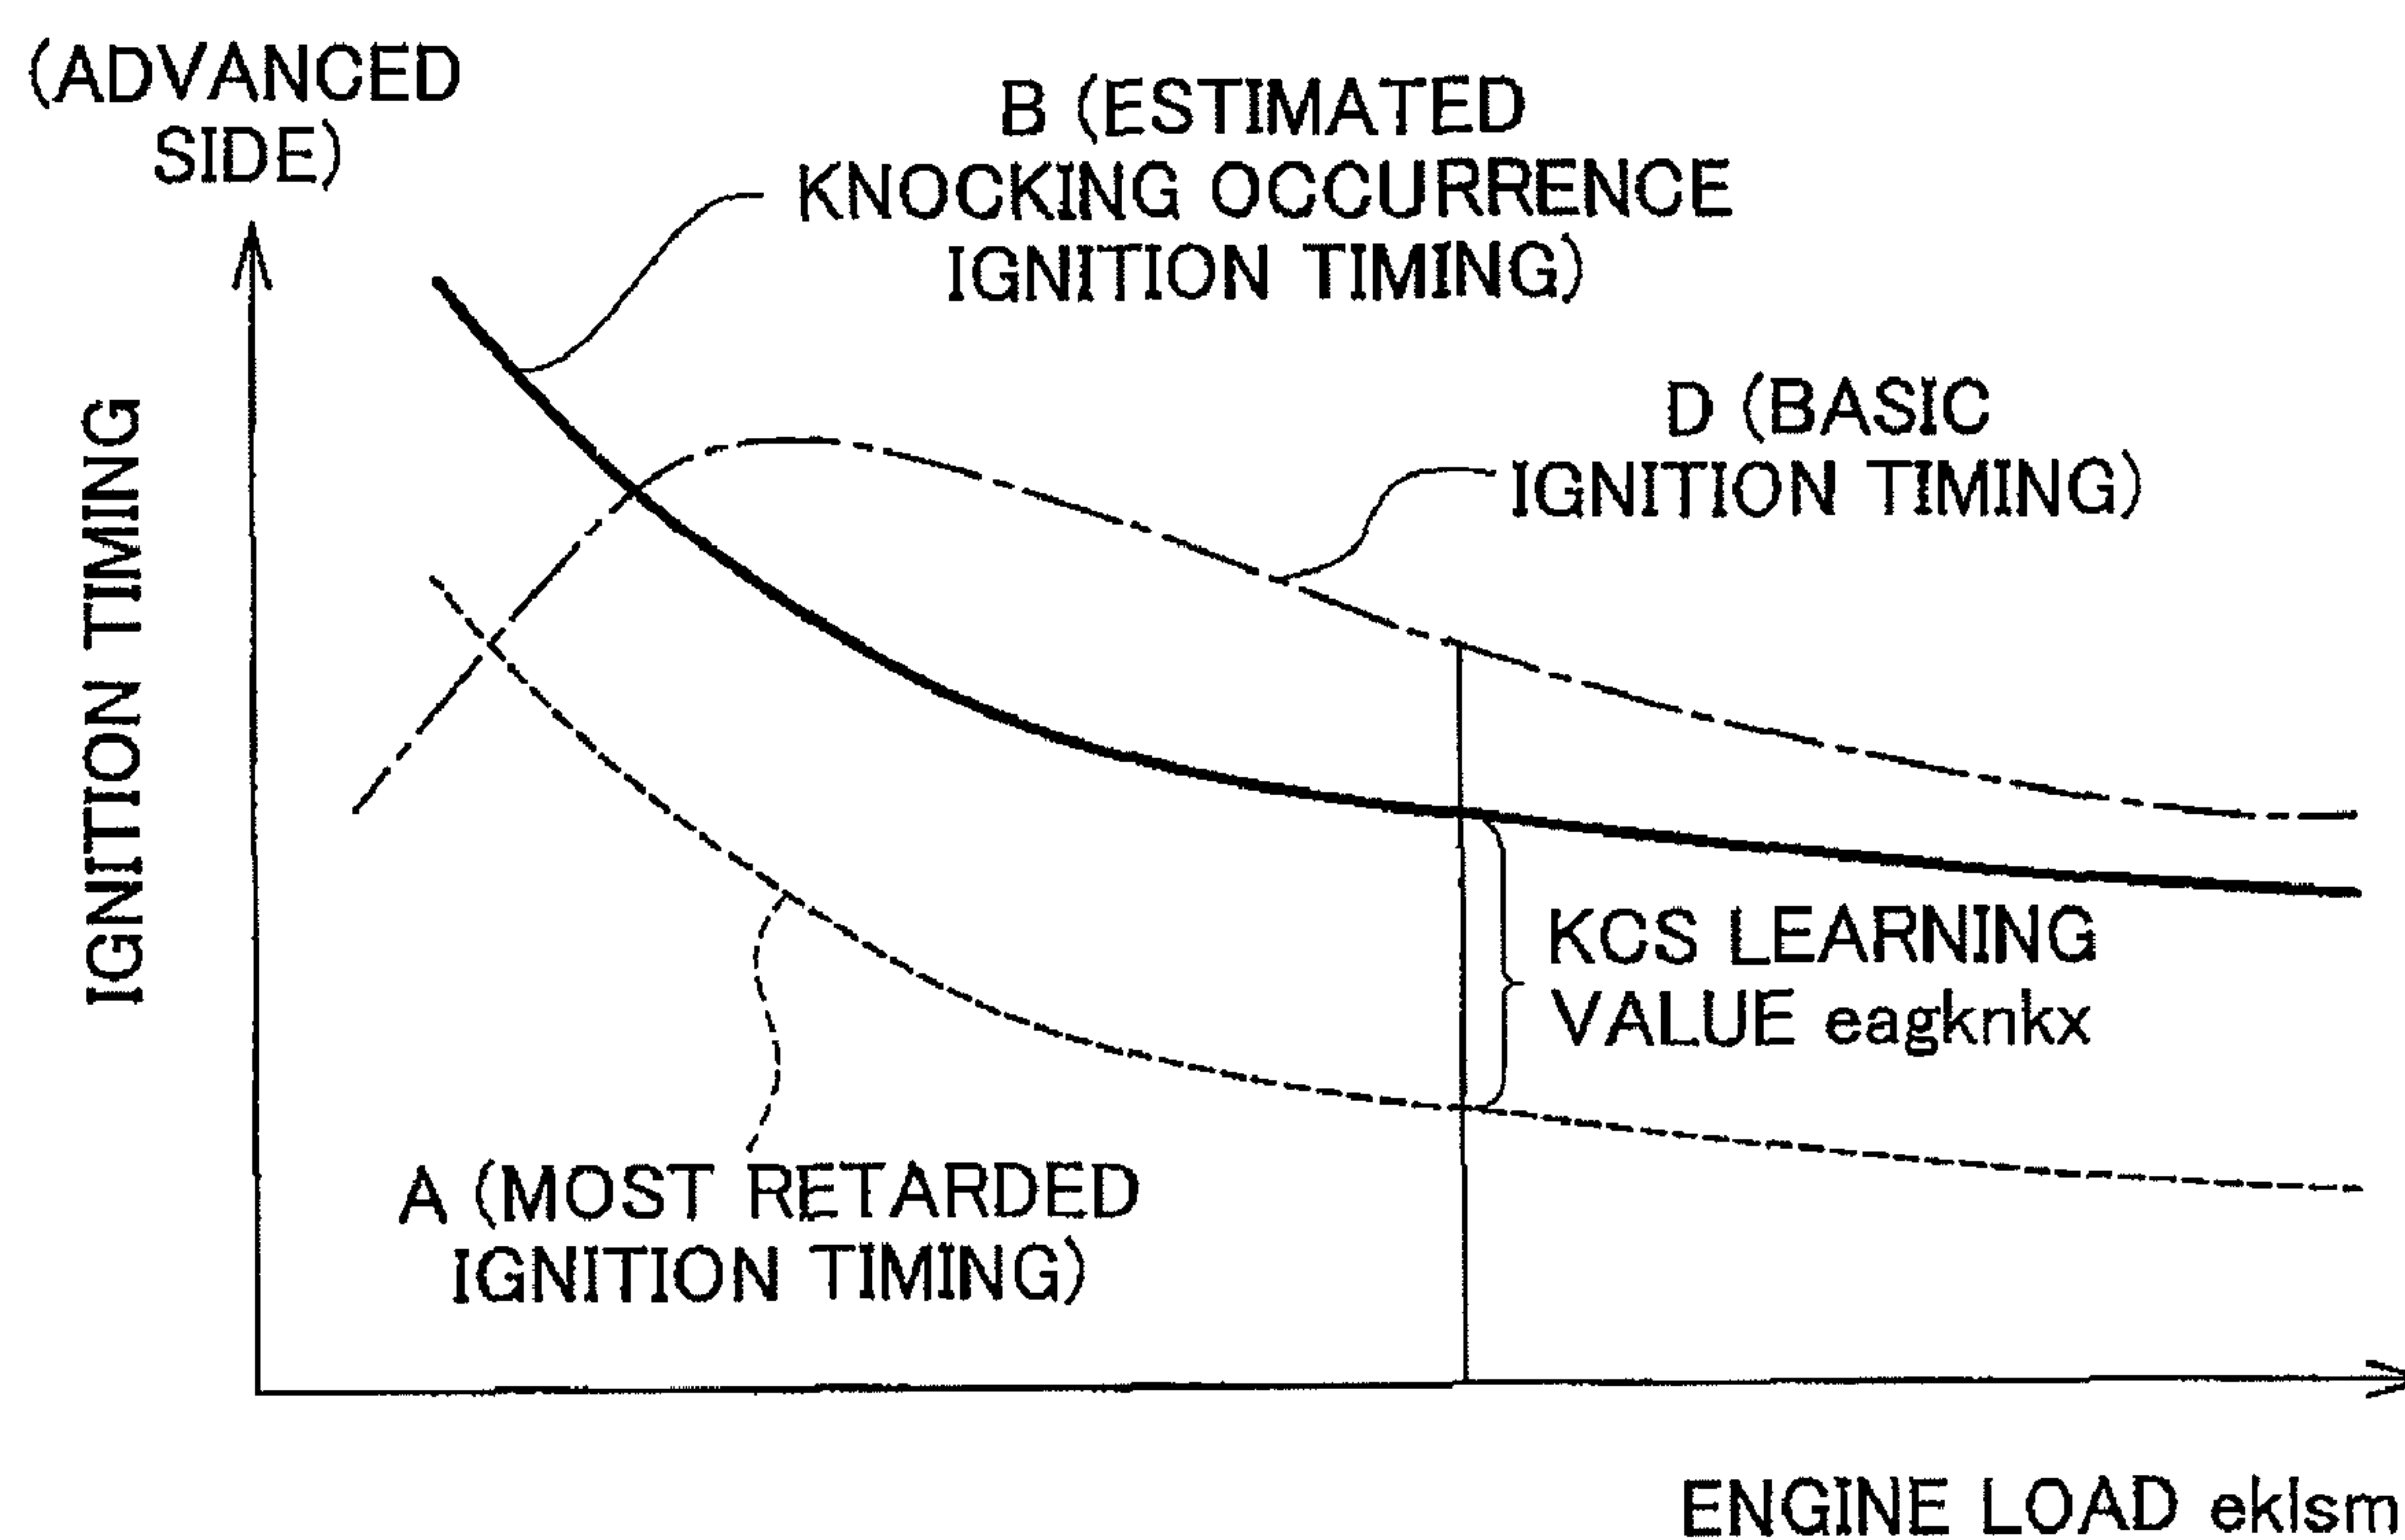 (ADVANCED
SIDE)
B (ESTIMATED
KNOCKING OCCURRENCE
IGNITION TIMING)
D (BASIC
IGNITION TIMING)
IGNITION TIMING
KCS LEARNING
VALUE eagknkx
A (MOST RETARDED
IGNITION TIMING)
ENGINE LOAD eklsm